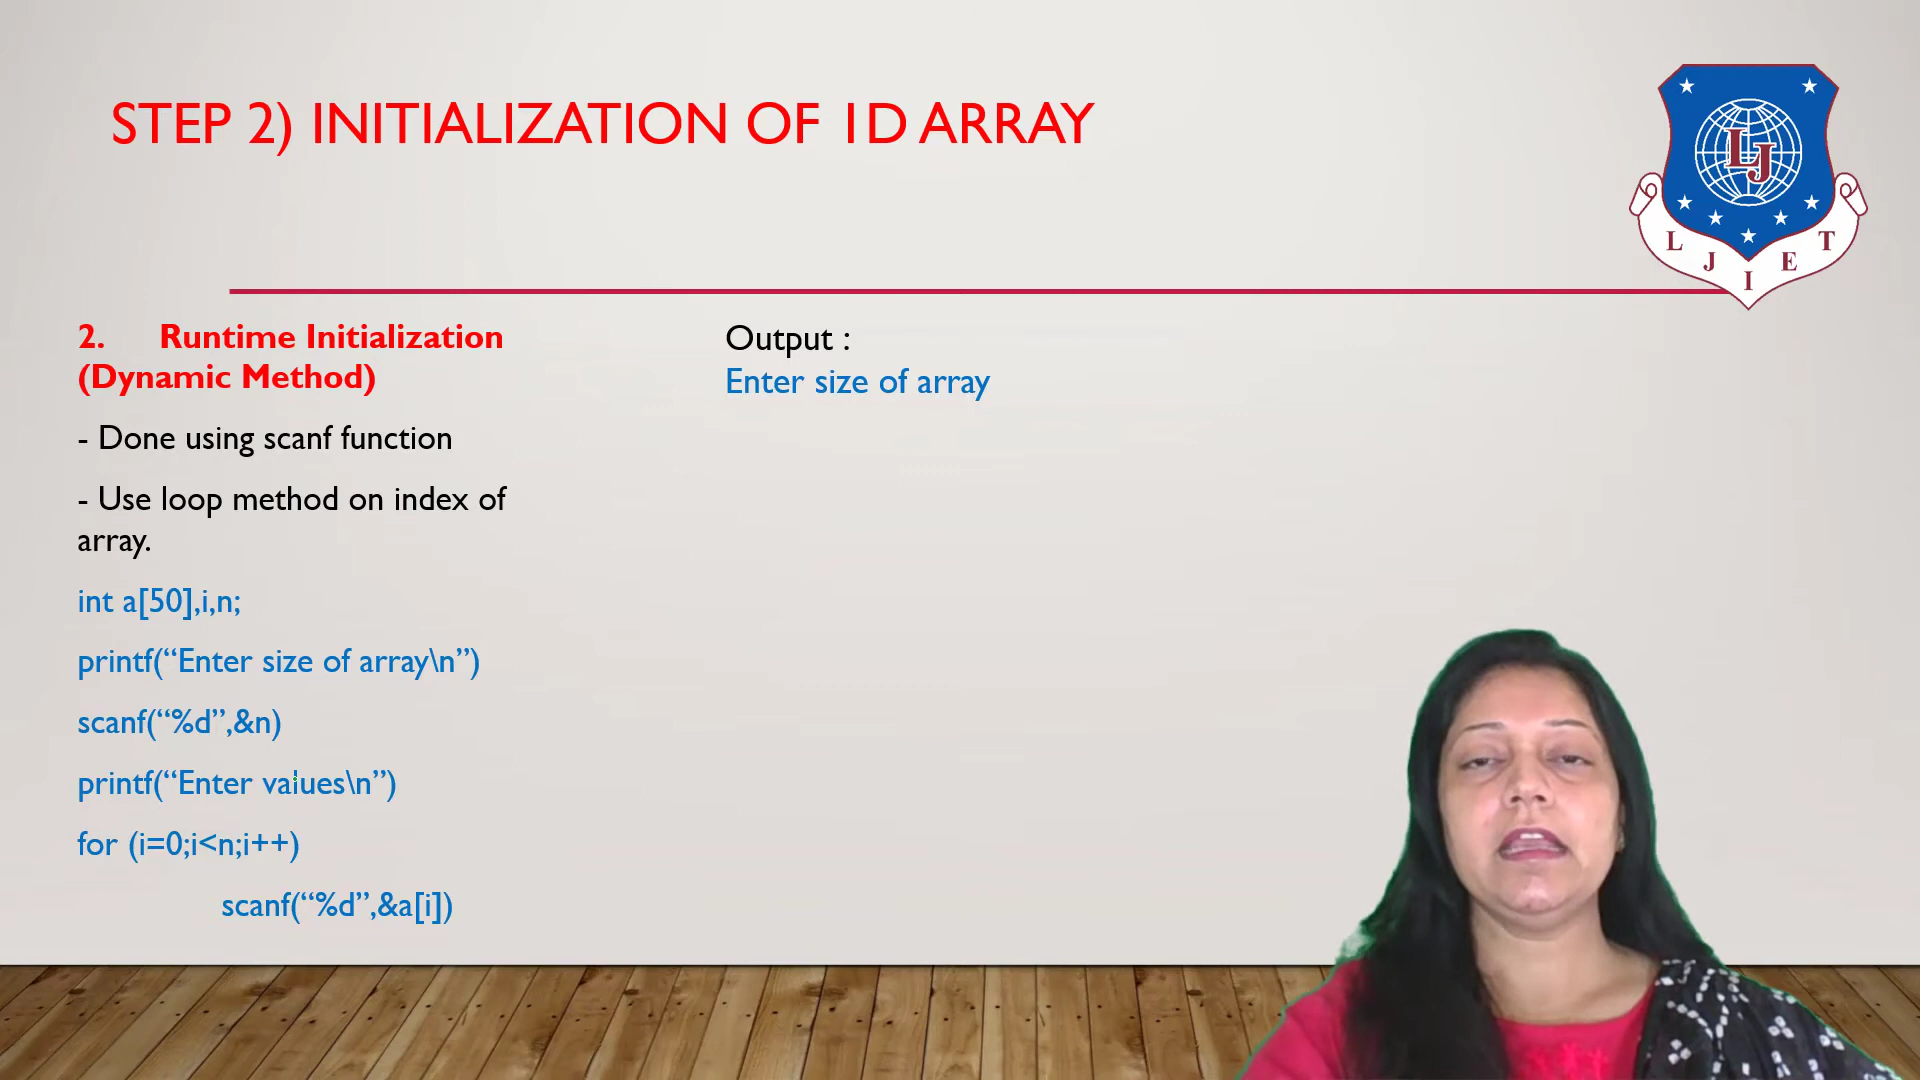 STEP 2) INITIALIZATION OF 1D ARRAY
LJ
L J I E T
2. Runtime Initialization
(Dynamic Method)
- Done using scanf function
- Use loop method on index of
array.
int a[50],i,n;
printf(“Enter size of array\n”)
scanf(“%d”,&n)
printf(“Enter values\n”)
for (i=0;i<n;i++)
scanf(“%d”,&a[i])
Output :
Enter size of array